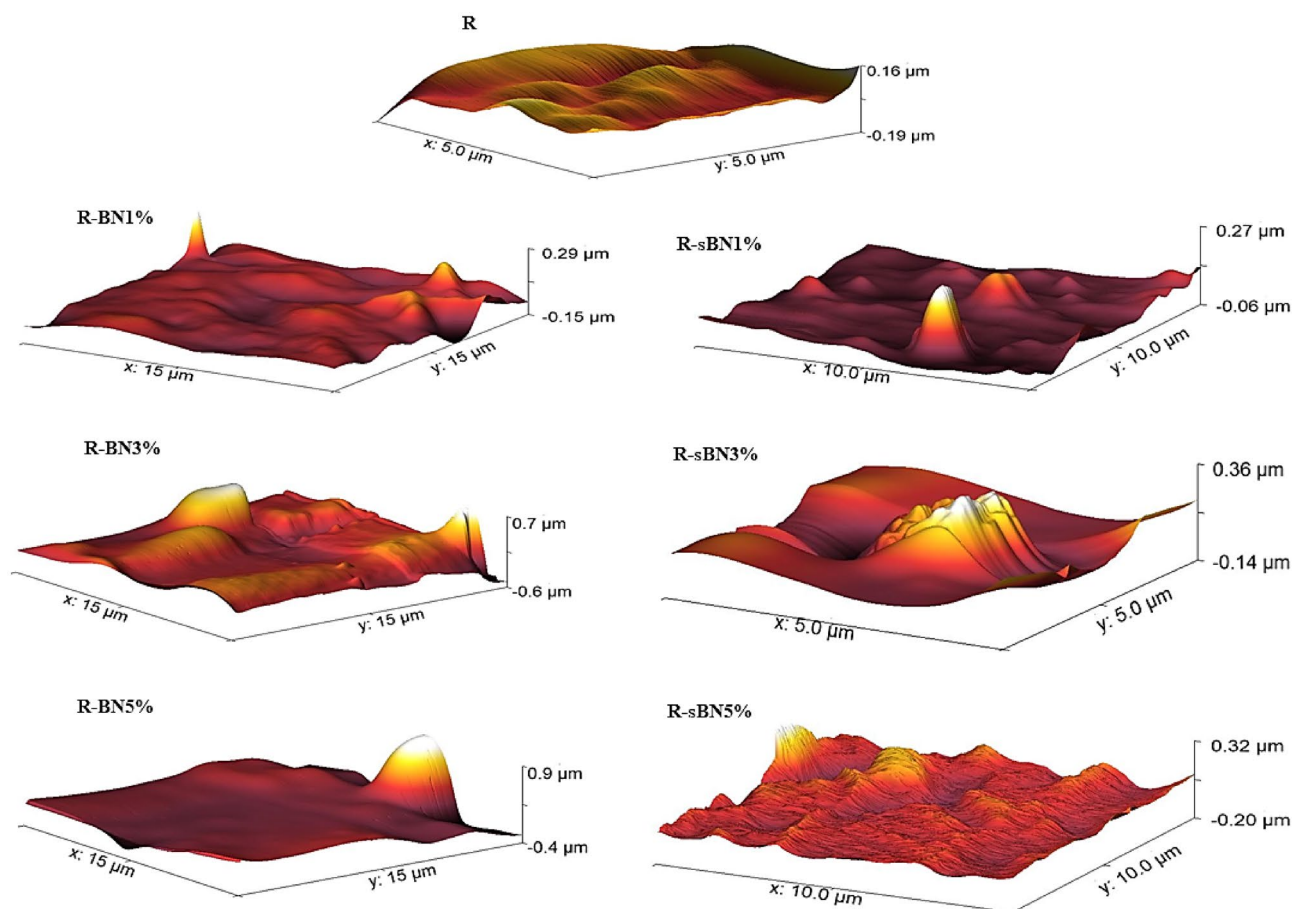 R
0.16 µm
-0.19 µm
x: 5.0 µm
y: 5.0 µm
R-BN1%
0.29 µm
-0.15 µm
x: 15 µm
y: 15 µm
R-sBN1%
0.27 µm
-0.06 µm
x: 10.0 µm
y: 10.0 µm
R-BN3%
0.7 µm
-0.6 µm
x: 15 µm
y: 15 µm
R-sBN3%
0.36 µm
-0.14 µm
x: 5.0 µm
y: 5.0 µm
R-BN5%
0.9 µm
-0.4 µm
x: 15 µm
y: 15 µm
R-sBN5%
0.32 µm
-0.20 µm
x: 10.0 µm
y: 10.0 µm